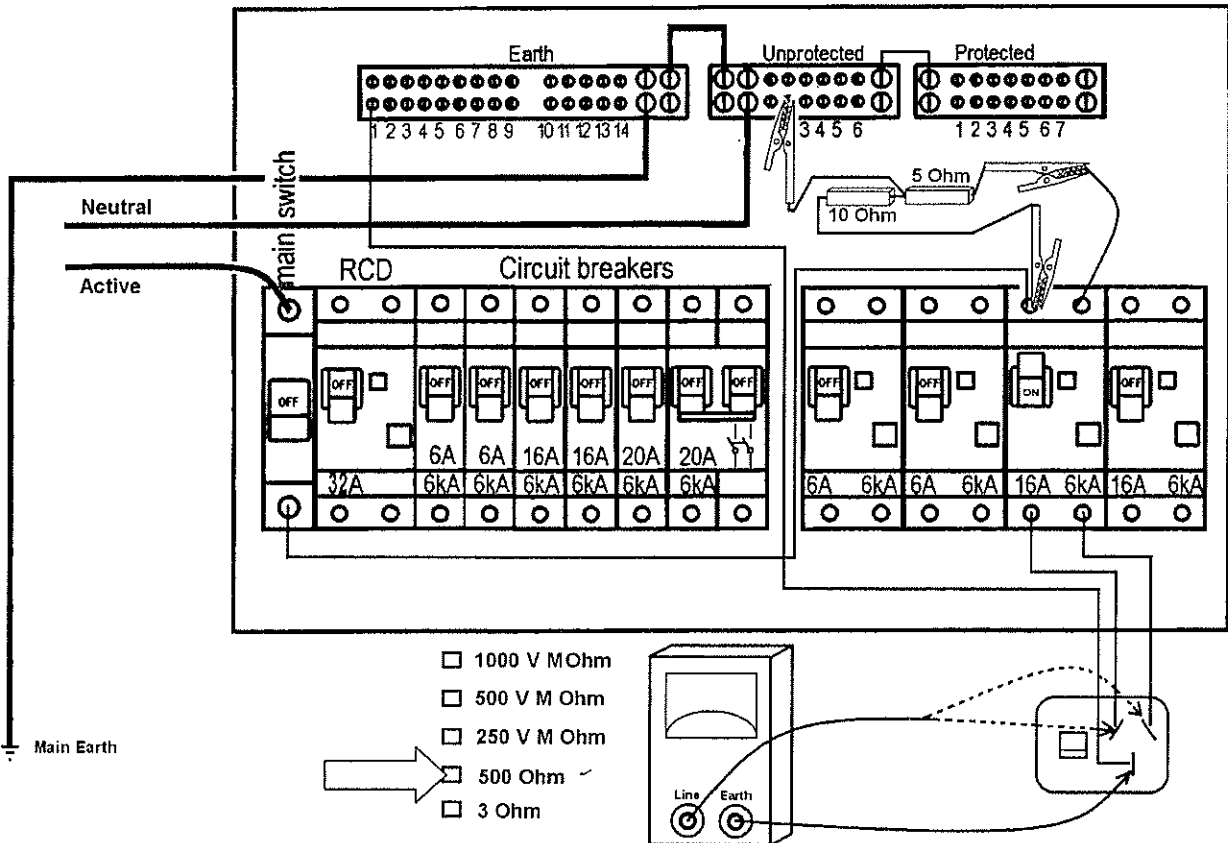 Earth Unprotected Protected
1 2 3 4 5 6 7 8 9 10 11 12 13 14 3 4 5 6 1 2 3 4 5 6 7
main switch
5 Ohm
10 Ohm
Neutral
Active
RCD Circuit breakers
OFF OFF OFF OFF OFF OFF OFF OFF OFF OFF OFF ON OFF
6A 6A 16A 16A 20A 20A
32A 6kA 6kA 6kA 6kA 6kA 6kA 6A 6kA 6A 6kA 16A 6kA 16A 6kA
1000 V MOhm
500 V M Ohm
250 V M Ohm
500 Ohm
3 Ohm
Main Earth
Line Earth